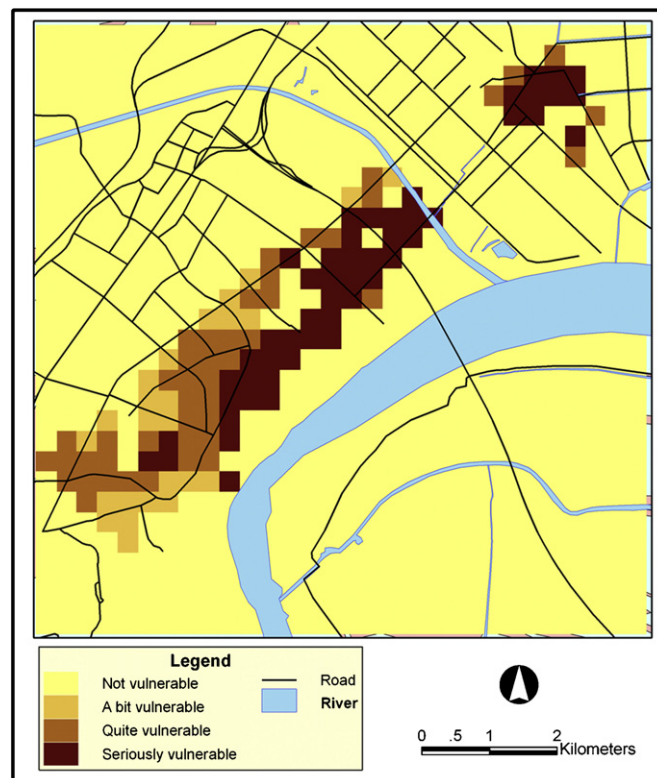 Legend
Not vulnerable
A bit vulnerable
Quite vulnerable
Seriously vulnerable
Road
River
0 .5 1 2
Kilometers